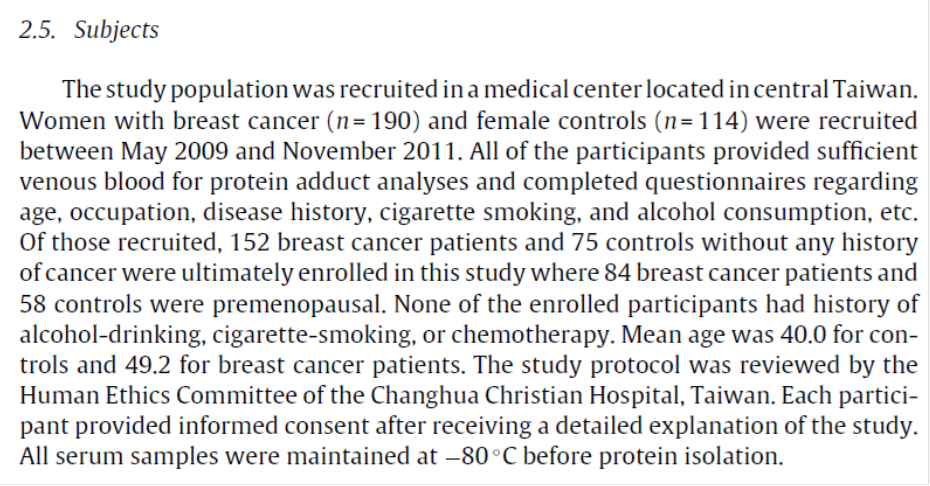 2.5. Subjects
The study population was recruited in a medical center located in central Taiwan.
Women with breast cancer (n = 190) and female controls (n = 114) were recruited
between May 2009 and November 2011. All of the participants provided sufficient
venous blood for protein adduct analyses and completed questionnaires regarding
age, occupation, disease history, cigarette smoking, and alcohol consumption, etc.
Of those recruited, 152 breast cancer patients and 75 controls without any history
of cancer were ultimately enrolled in this study where 84 breast cancer patients and
58 controls were premenopausal. None of the enrolled participants had history of
alcohol-drinking, cigarette-smoking, or chemotherapy. Mean age was 40.0 for con-
trols and 49.2 for breast cancer patients. The study protocol was reviewed by the
Human Ethics Committee of the Changhua Christian Hospital, Taiwan. Each partici-
pant provided informed consent after receiving a detailed explanation of the study.
All serum samples were maintained at −80 °C before protein isolation.